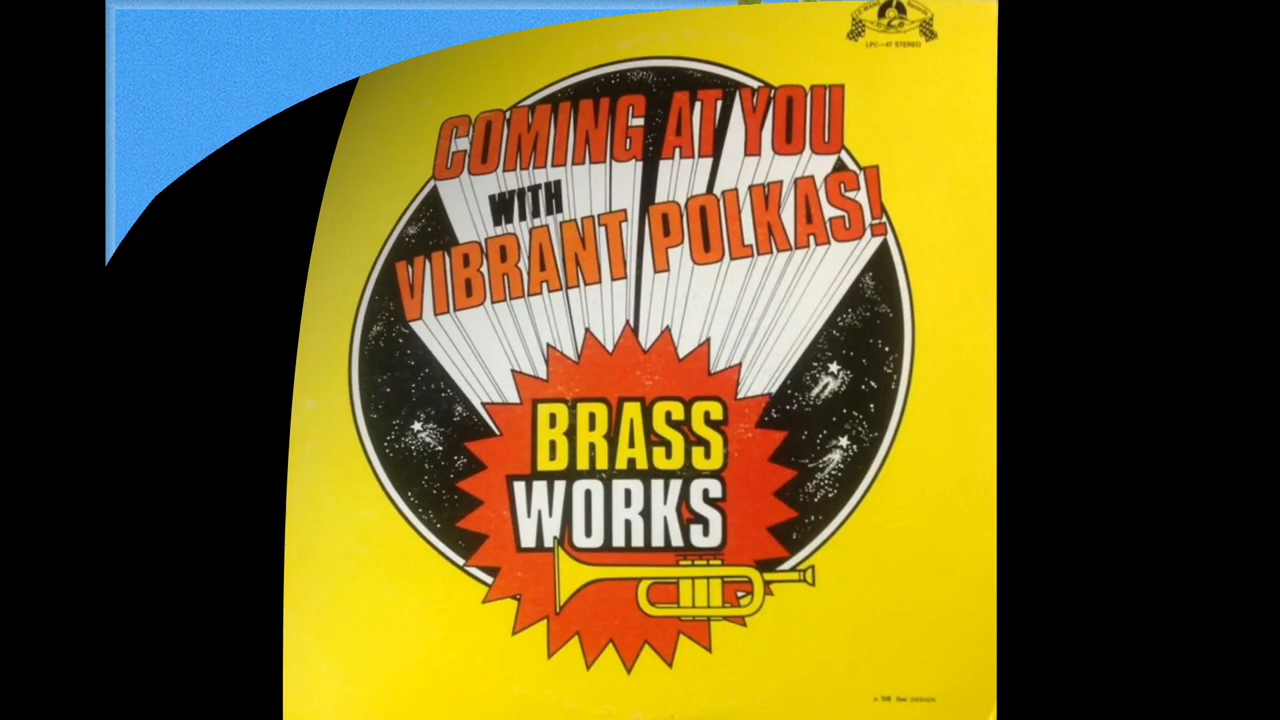 LPC-47 STEREO
COMING AT YOU
WITH
VIBRANT POLKAS!
BRASS
WORKS